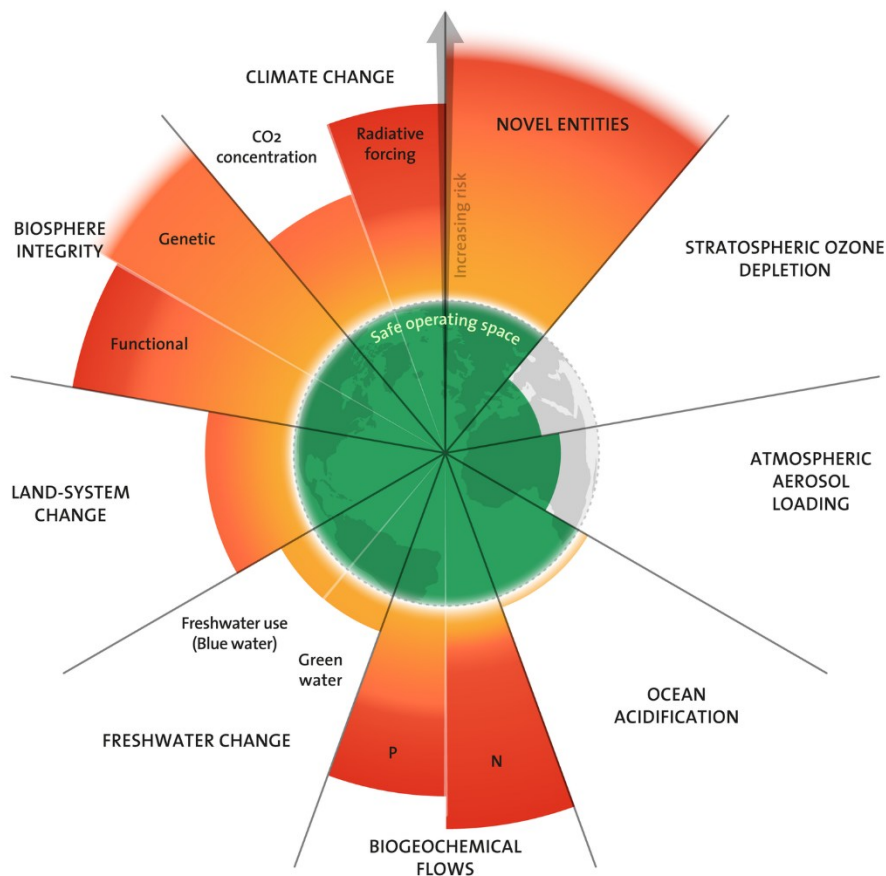 CLIMATE CHANGE
CO2
concentration
Radiative
forcing
NOVEL ENTITIES
Increasing risk
STRATOSPHERIC OZONE
DEPLETION
BIOSPHERE
INTEGRITY
Genetic
Functional
Safe operating space
ATMOSPHERIC
AEROSOL
LOADING
LAND-SYSTEM
CHANGE
Freshwater use
(Blue water)
Green
water
FRESHWATER CHANGE
OCEAN
ACIDIFICATION
P
N
BIOGEOCHEMICAL
FLOWS